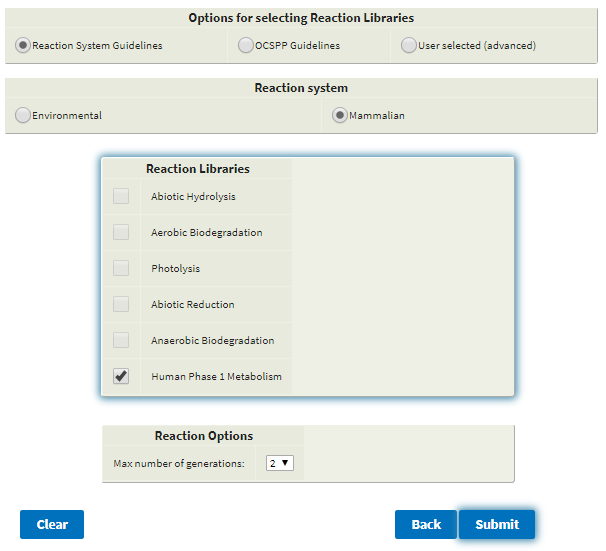 Options for selecting Reaction Libraries
Reaction System Guidelines OCSPP Guidelines User selected (advanced)
Reaction system
Environmental Mammalian
Reaction Libraries
Abiotic Hydrolysis
Aerobic Biodegradation
Photolysis
Abiotic Reduction
Anaerobic Biodegradation
Human Phase 1 Metabolism
Reaction Options
Max number of generations: 2
Clear Back Submit